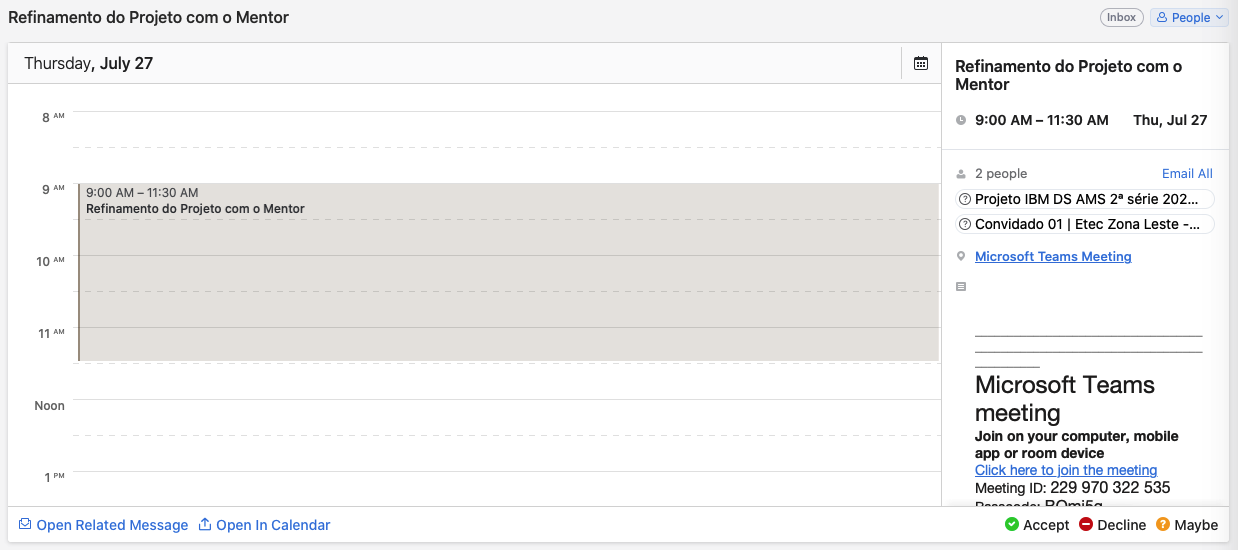 Refinamento do Projeto com o Mentor
Inbox
People
Thursday, July 27
8 AM
9 AM
9:00 AM – 11:30 AM
Refinamento do Projeto com o Mentor
10 AM
11 AM
Noon
1 PM
Refinamento do Projeto com o
Mentor
9:00 AM – 11:30 AM Thu, Jul 27
2 people Email All
Projeto IBM DS AMS 2ª série 202...
Convidado 01 | Etec Zona Leste -...
Microsoft Teams Meeting
Microsoft Teams
meeting
Join on your computer, mobile
app or room device
Click here to join the meeting
Meeting ID: 229 970 322 535
Passcode:
Open Related Message Open In Calendar
Accept Decline Maybe